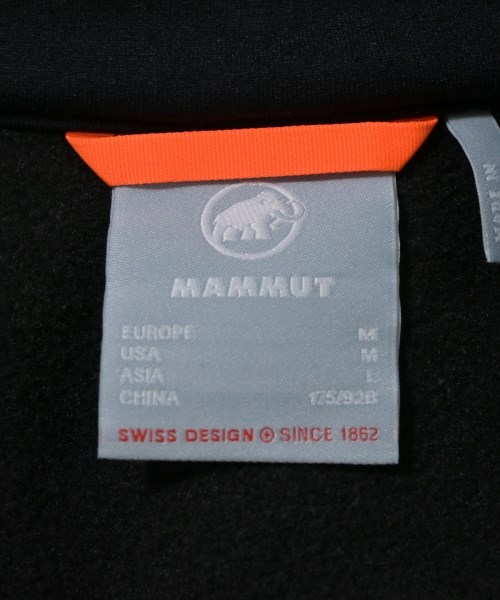 MAMMUT
EUROPE M
USA M
ASIA L
CHINA 175/92B
SWISS DESIGN SINCE 1862